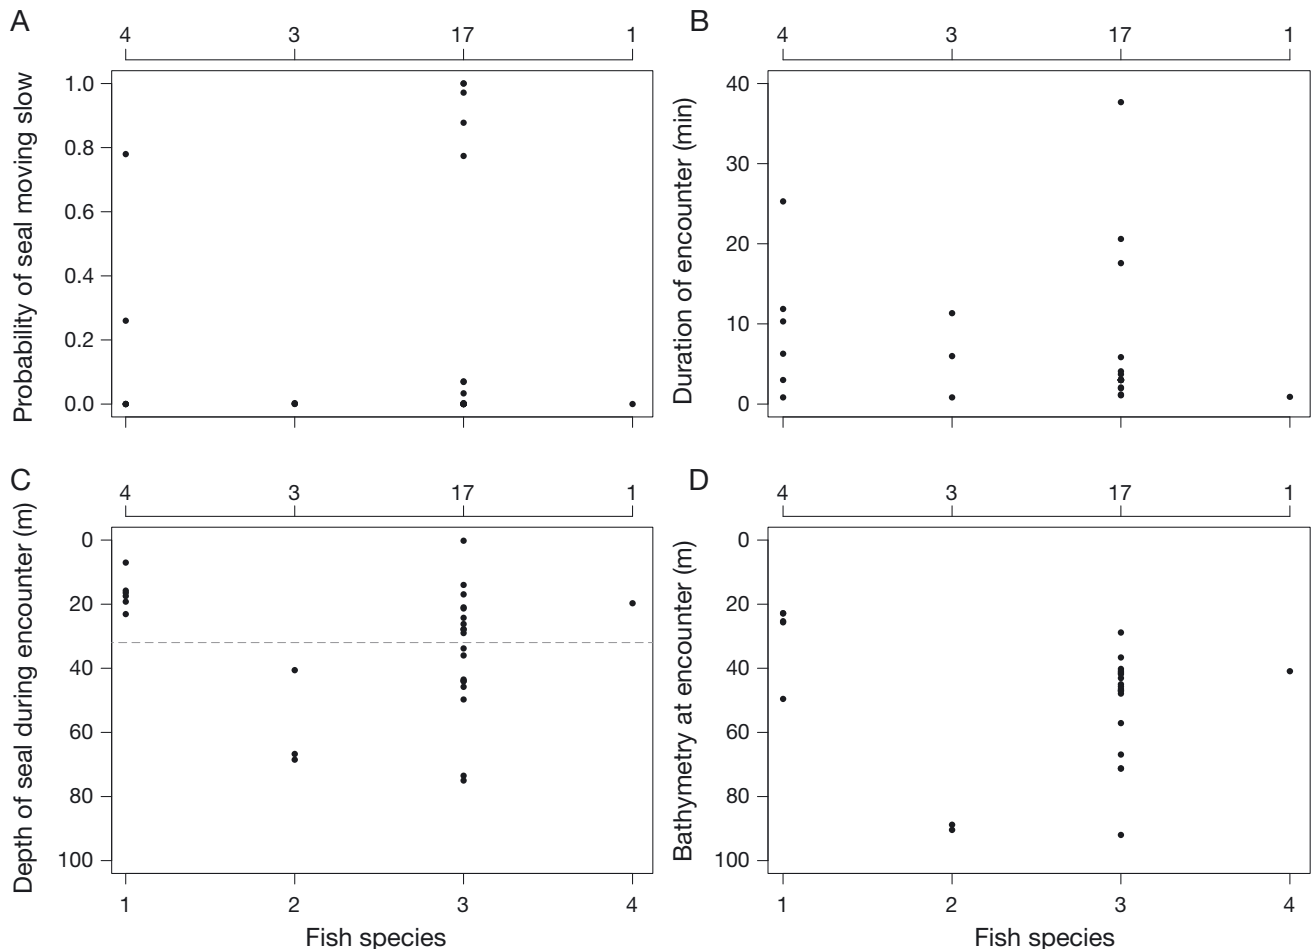 A
4 3 17 1
Probability of seal moving slow
1.0
0.8
0.6
0.4
0.2
0.0
B
4 3 17 1
Duration of encounter (min)
40
30
20
10
0
C
4 3 17 1
Depth of seal during encounter (m)
0
20
40
60
80
100
1 2 3 4
Fish species
D
4 3 17 1
Bathymetry at encounter (m)
0
20
40
60
80
100
1 2 3 4
Fish species